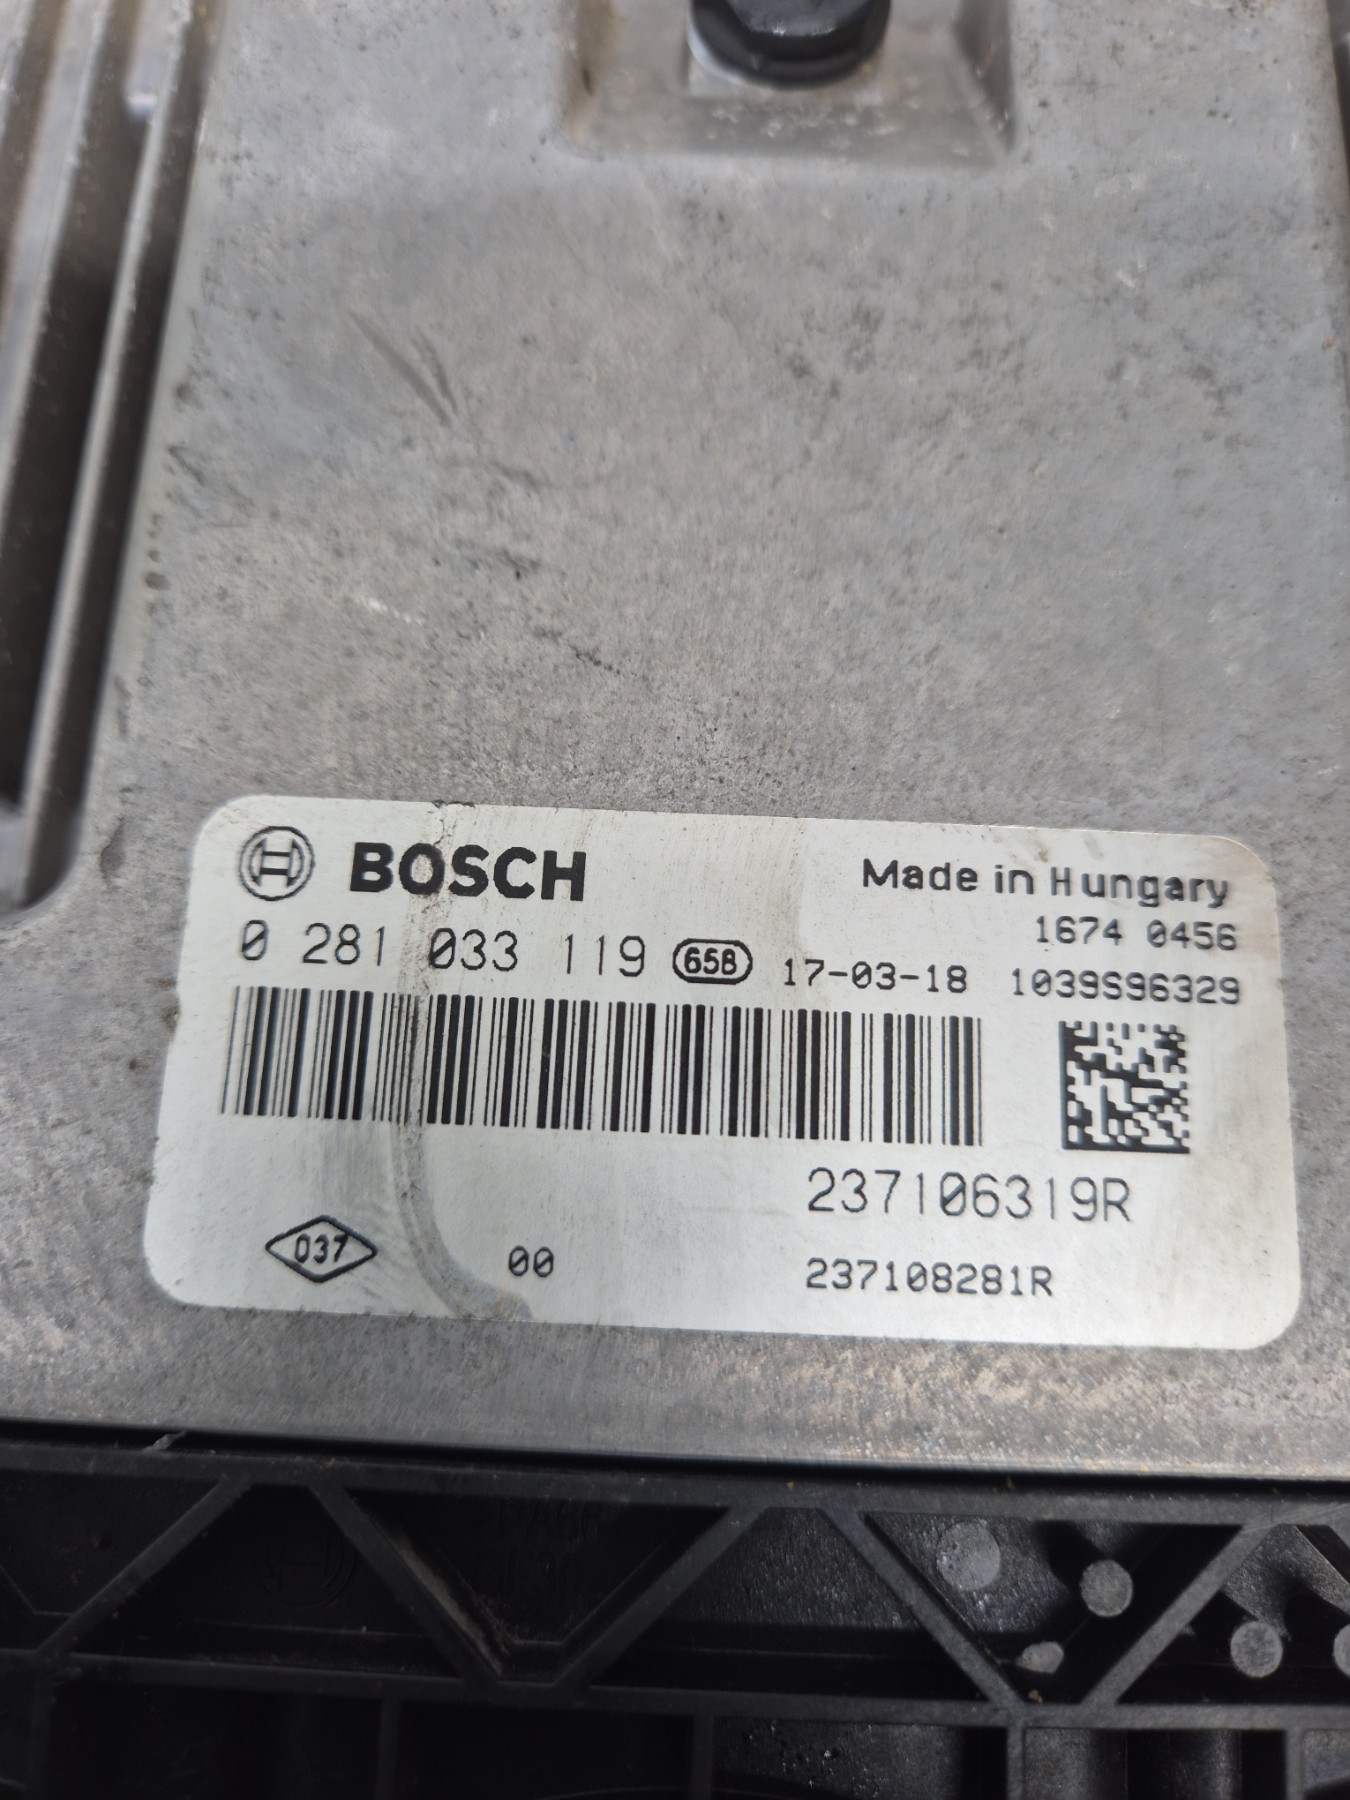 BOSCH
Made in Hungary
1674 0456
0 281 033 119 658 17-03-18 1039S96329
237106319R
037 00 237108281R